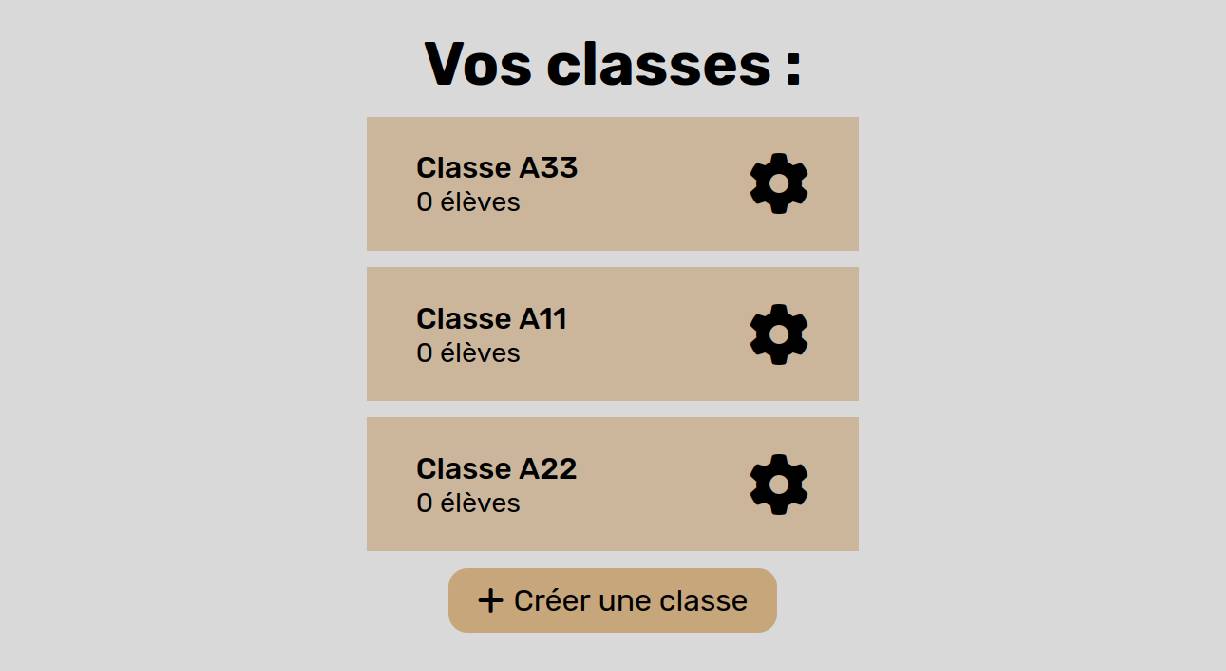 Vos classes :
Classe A33
0 élèves
Classe A11
0 élèves
Classe A22
0 élèves
+ Créer une classe